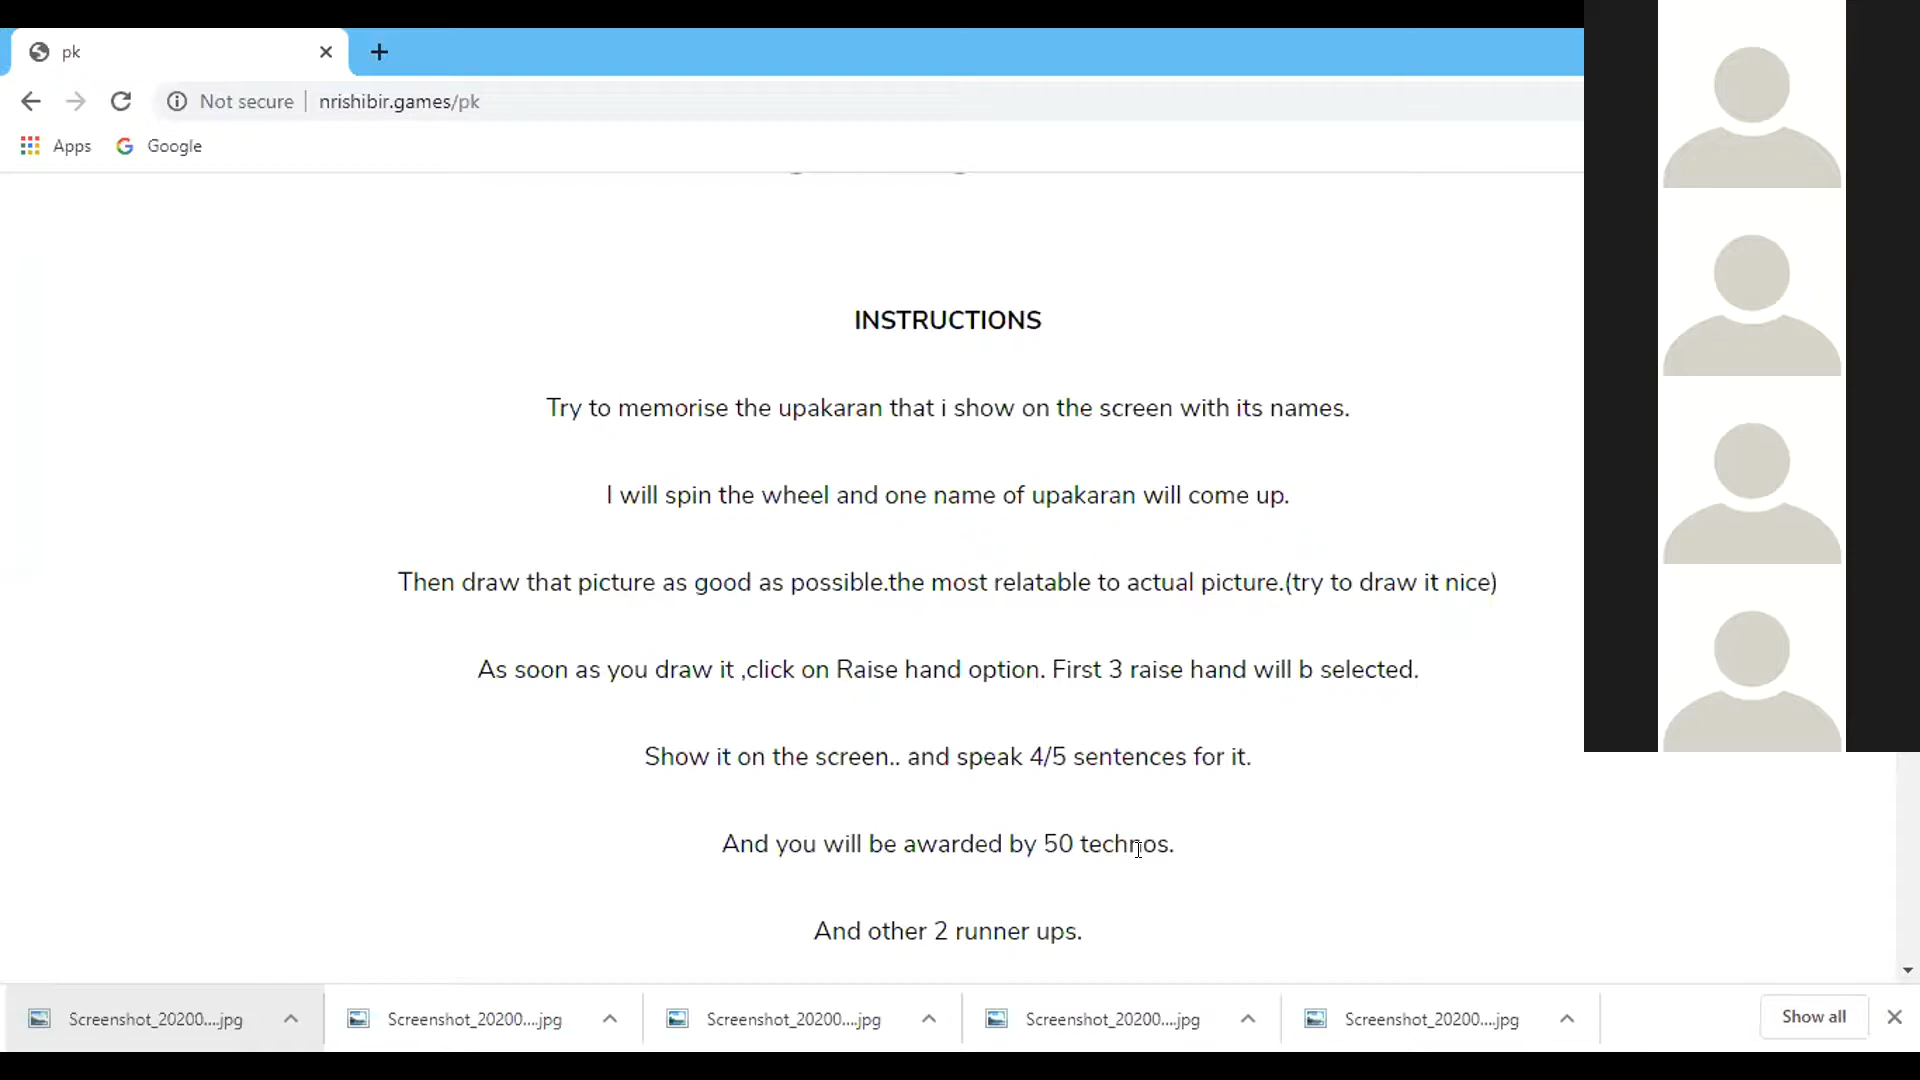 pk
Not secure nrishibir.games/pk
Apps Google
INSTRUCTIONS
Try to memorise the upakaran that i show on the screen with its names.
I will spin the wheel and one name of upakaran will come up.
Then draw that picture as good as possible.the most relatable to actual picture.(try to draw it nice)
As soon as you draw it ,click on Raise hand option. First 3 raise hand will b selected.
Show it on the screen.. and speak 4/5 sentences for it.
And you will be awarded by 50 technos.
And other 2 runner ups.
Screenshot_20200....jpg Screenshot_20200....jpg Screenshot_20200....jpg Screenshot_20200....jpg Screenshot_20200....jpg Show all